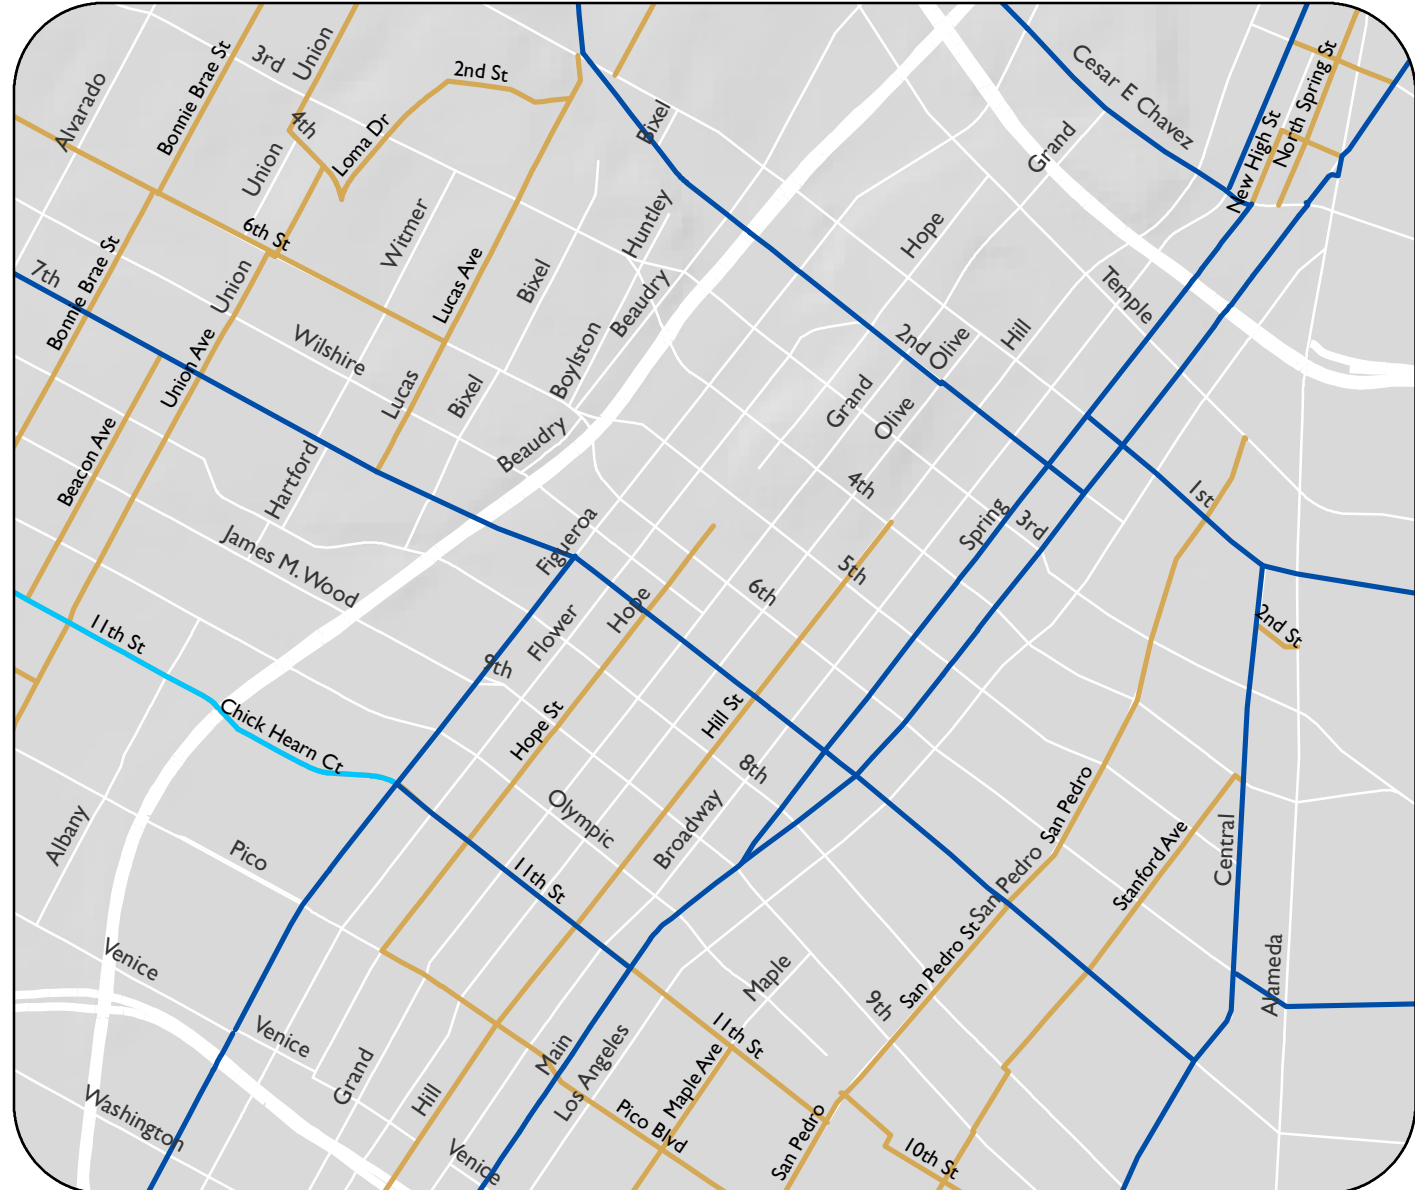 Alvarado
Bonnie Brae St
3rd
Union
4th
Loma Dr
2nd St
Bixel
Cesar E Chavez
New High St
North Spring St
Grand
Union
Witmer
Huntley
Hope
6th St
7th
Bonnie Brae St
Union
Lucas Ave
Bixel
Beaudry
Temple
Wilshire
Union Ave
Boylston
2nd
Olive
Hill
Lucas
Bixel
Grand
Olive
Beacon Ave
Hartford
Beaudry
4th
1st
Spring
3rd
James M. Wood
Figueroa
5th
6th
Hope
Flower
9th
2nd St
11th St
Chick Hearn Ct
Hope St
Hill St
8th
Olympic
Broadway
San Pedro
Stanford Ave
Central
Albany
Pico
11th St
San Pedro
San Pedro St
Venice
Maple
9th
Alameda
Venice
Grand
Hill
Main
Los Angeles
11th St
Maple Ave
Pico Blvd
Washington
Venice
San Pedro
10th St